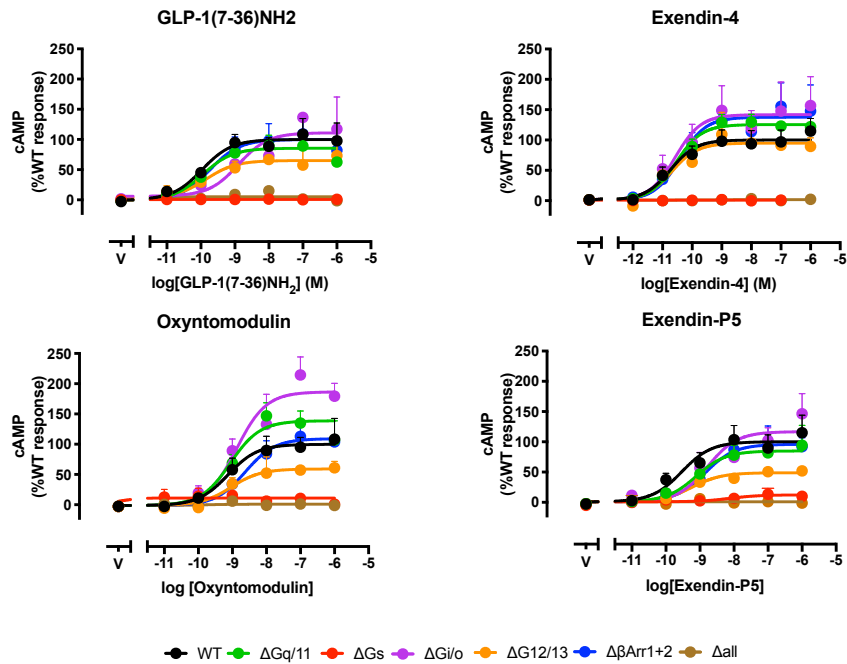 GLP-1(7-36)NH2
cAMP
(%WT response)
250
200
150
100
50
0
V
-11 -10 -9 -8 -7 -6 -5
log[GLP-1(7-36)NH2] (M)
Exendin-4
cAMP
(%WT response)
250
200
150
100
50
0
V
-12 -11 -10 -9 -8 -7 -6 -5
log[Exendin-4] (M)
Oxyntomodulin
cAMP
(%WT response)
250
200
150
100
50
0
V
-11 -10 -9 -8 -7 -6 -5
log [Oxyntomodulin]
Exendin-P5
cAMP
(%WT response)
250
200
150
100
50
0
V
-11 -10 -9 -8 -7 -6 -5
log[Exendin-P5]
WT ΔGq/11 ΔGs ΔGi/o ΔG12/13 ΔβArr1+2 Δall